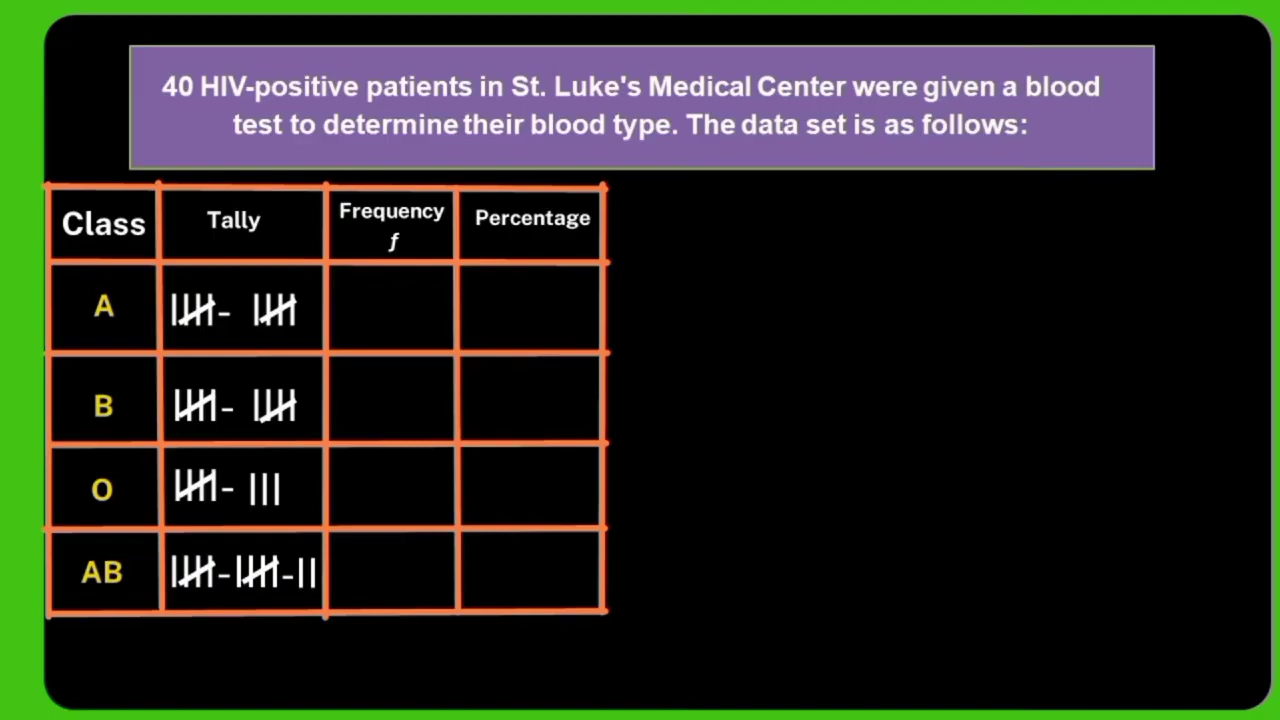 40 HIV-positive patients in St. Luke's Medical Center were given a blood
test to determine their blood type. The data set is as follows:
Class Tally Frequency ƒ Percentage
A
B
O
AB